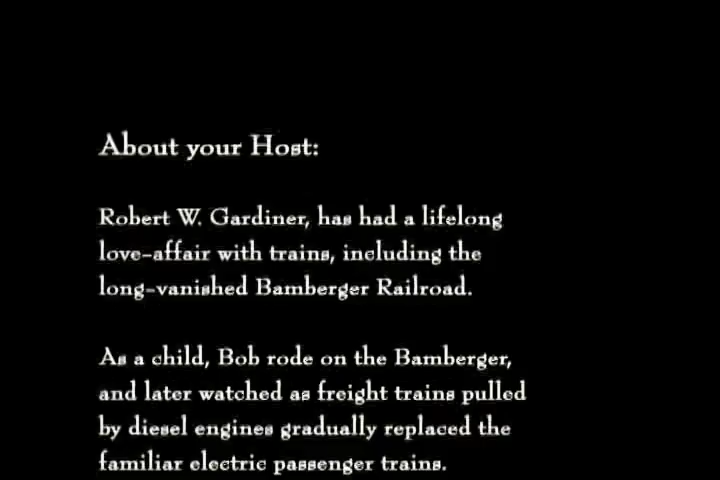 About your Host:
Robert W. Gardiner, has had a lifelong
love-affair with trains, including the
long-vanished Bamberger Railroad.
As a child, Bob rode on the Bamberger,
and later watched as freight trains pulled
by diesel engines gradually replaced the
familiar electric passenger trains.